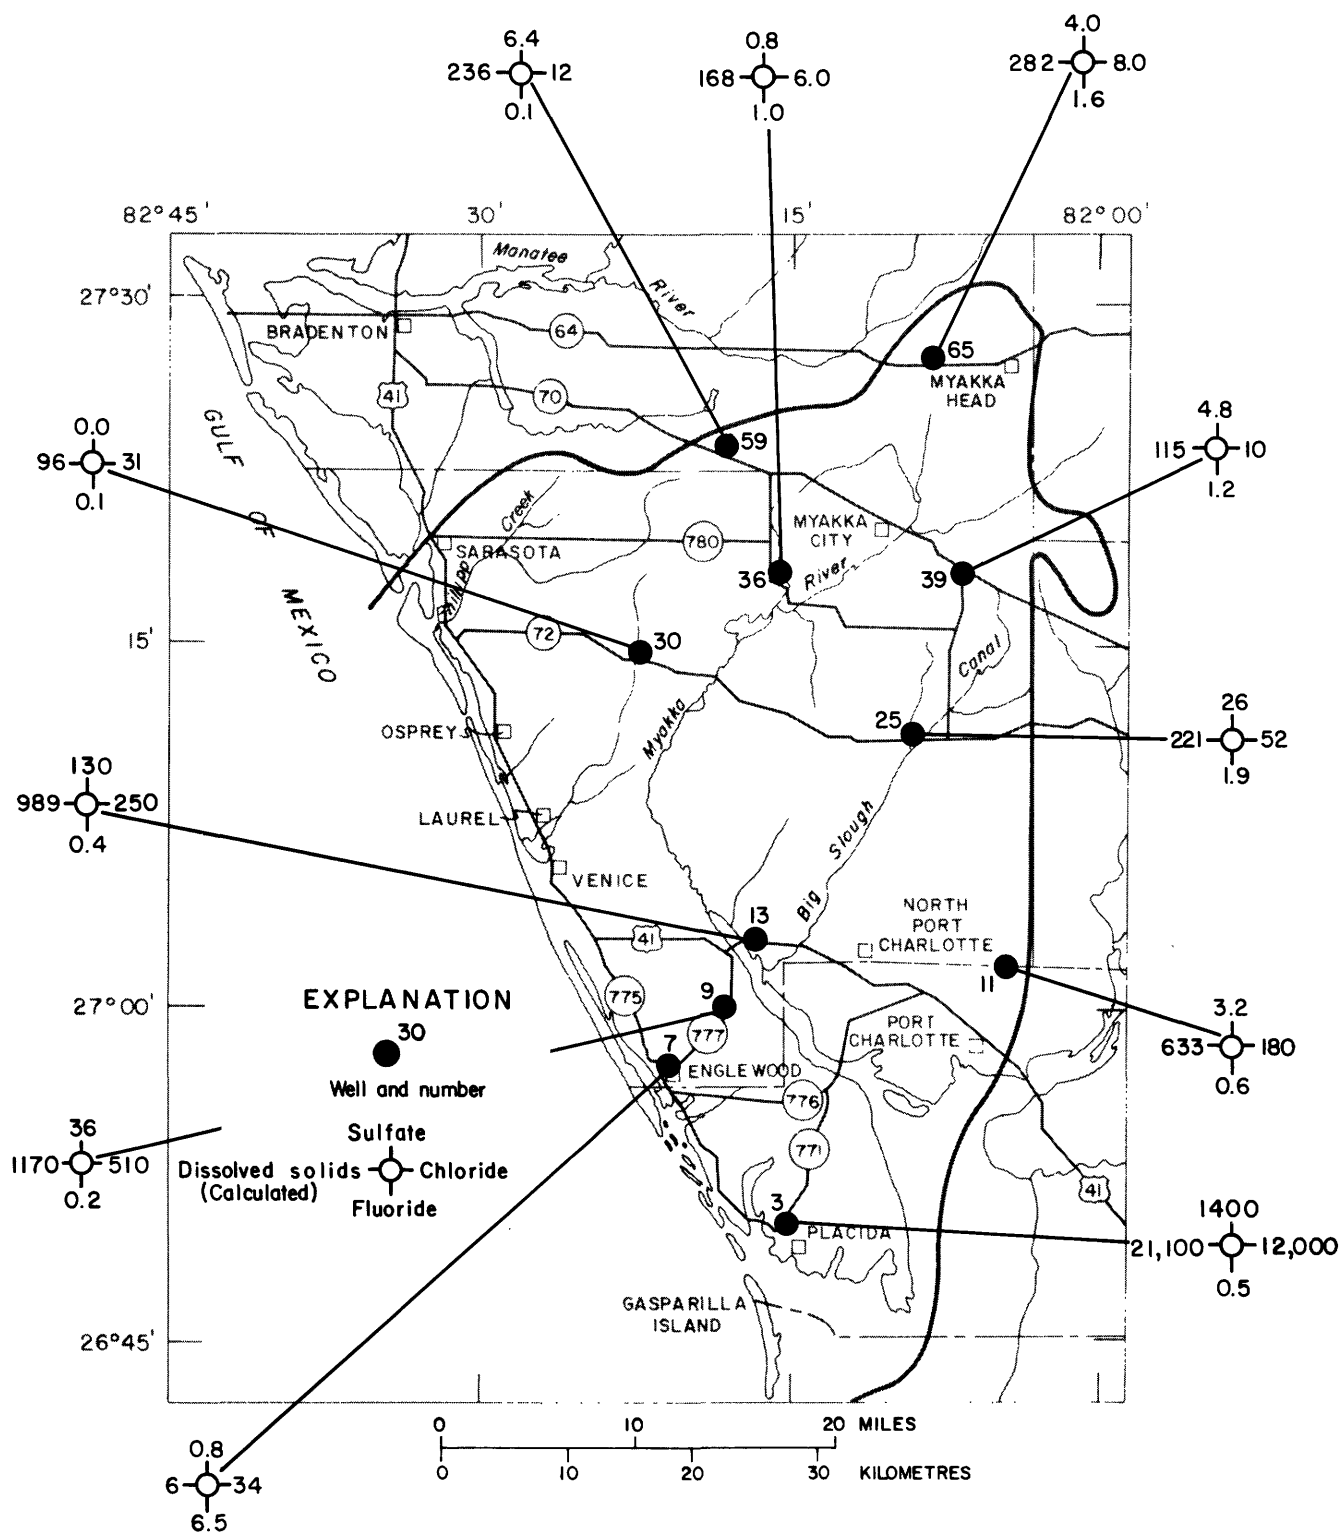 6.4
236 12
0.1
0.8
168 6.0
1.0
4.0
282 8.0
1.6
82°45' 30' 15' 82°00'
Manatee
River
27°30'
BRADENTON
64
65
MYAKKA
HEAD
41
70
GULF
OF
MEXICO
59
4.8
115 10
1.2
0.0
96 31
0.1
Creek
780
MYAKKA
CITY
SARASOTA
36
River
39
15'
72
30
Canal
Myakka
OSPREY
25
26
221 52
1.9
130
989 250
0.4
LAUREL
Slough
VENICE
Big
13
NORTH
PORT
CHARLOTTE
41
11
27°00'
EXPLANATION
30
Well and number
775
9
777
PORT
CHARLOTTE
3.2
633 180
0.6
7
ENGLEWOOD
776
36
1170 510
0.2
Sulfate
Dissolved solids Chloride
(Calculated)
Fluoride
771
41
3
PLACIDA
1400
21,100 12,000
0.5
GASPARILLA
ISLAND
26°45'
0 10 20 MILES
0 10 20 30 KILOMETRES
0.8
6 34
6.5